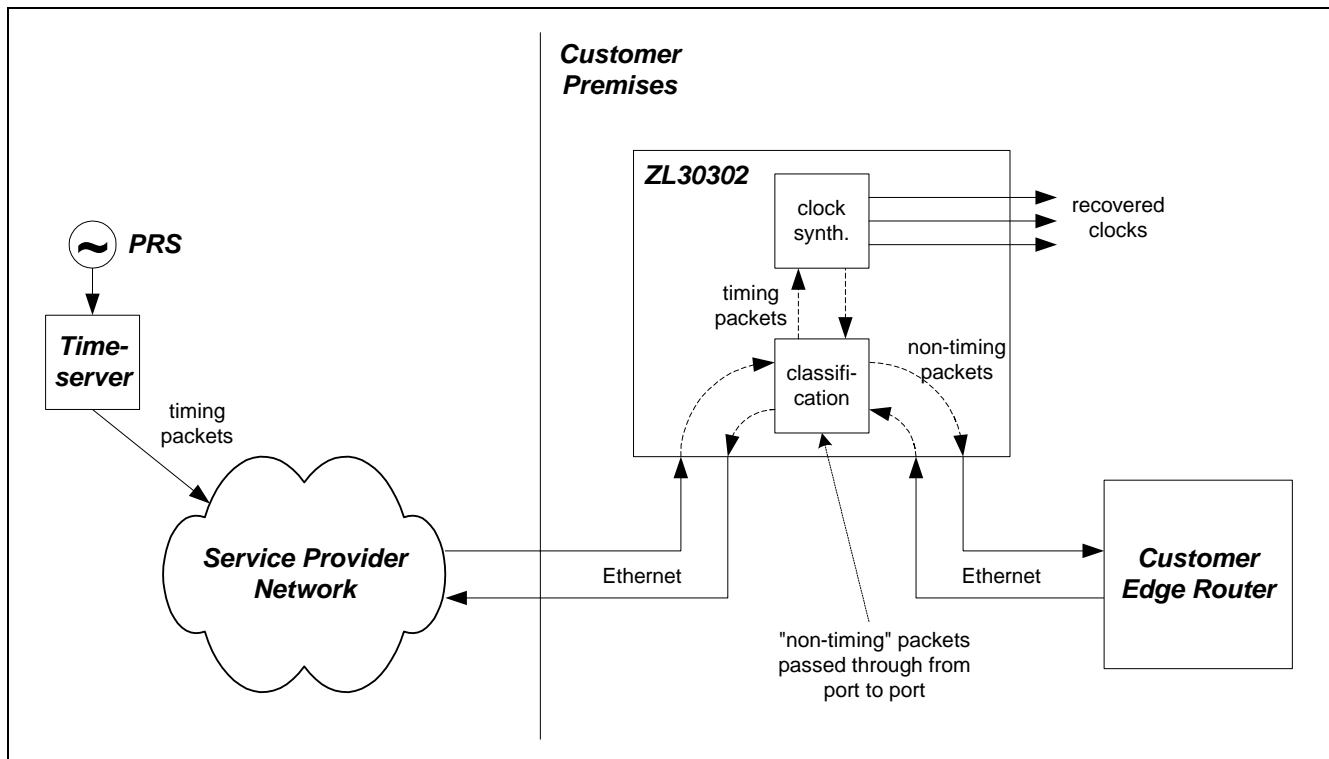 Customer
Premises
ZL30302
clock
synth.
recovered
clocks
~
PRS
timing
packets
Time-
server
non-timing
packets
classifi-
cation
timing
packets
Service Provider
Network
Ethernet
Ethernet
Customer
Edge Router
"non-timing" packets
passed through from
port to port